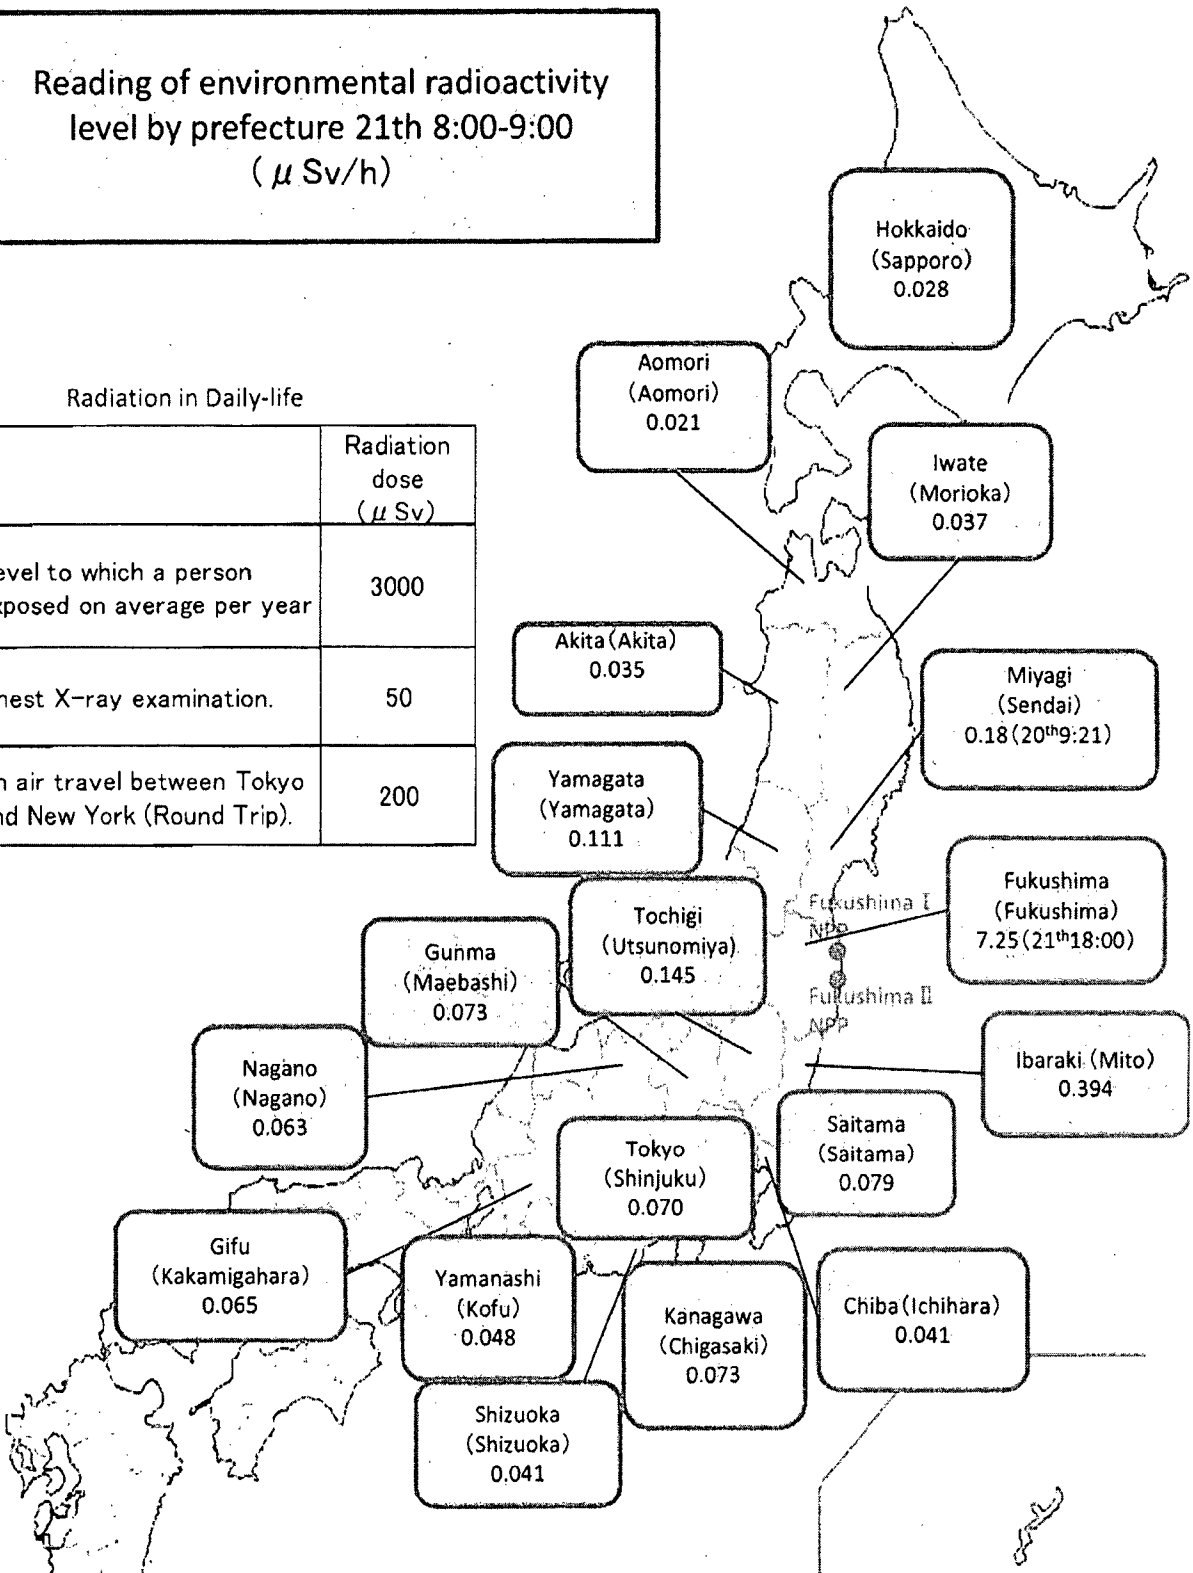 Reading of environmental radioactivity
level by prefecture 21th 8:00-9:00
(μSv/h)
Hokkaido
(Sapporo)
0.028
Aomori
(Aomori)
0.021
Radiation in Daily-life
Radiation
dose
(μSv)
evel to which a person
xposed on average per year
3000
nest X-ray examination.
50
n air travel between Tokyo
nd New York (Round Trip).
200
Iwate
(Morioka)
0.037
Akita(Akita)
0.035
Miyagi
(Sendai)
0.18(20th9:21)
Yamagata
(Yamagata)
0.111
Fukushima
(Fukushima)
7.25(21th18:00)
Fukushima I
NPP
Fukushima II
NPP
Tochigi
(Utsunomiya)
0.145
Gunma
(Maebashi)
0.073
Nagano
(Nagano)
0.063
Ibaraki (Mito)
0.394
Saitama
(Saitama)
0.079
Tokyo
(Shinjuku)
0.070
Gifu
(Kakamigahara)
0.065
Yamanashi
(Kofu)
0.048
Kanagawa
(Chigasaki)
0.073
Chiba(Ichihara)
0.041
Shizuoka
(Shizuoka)
0.041